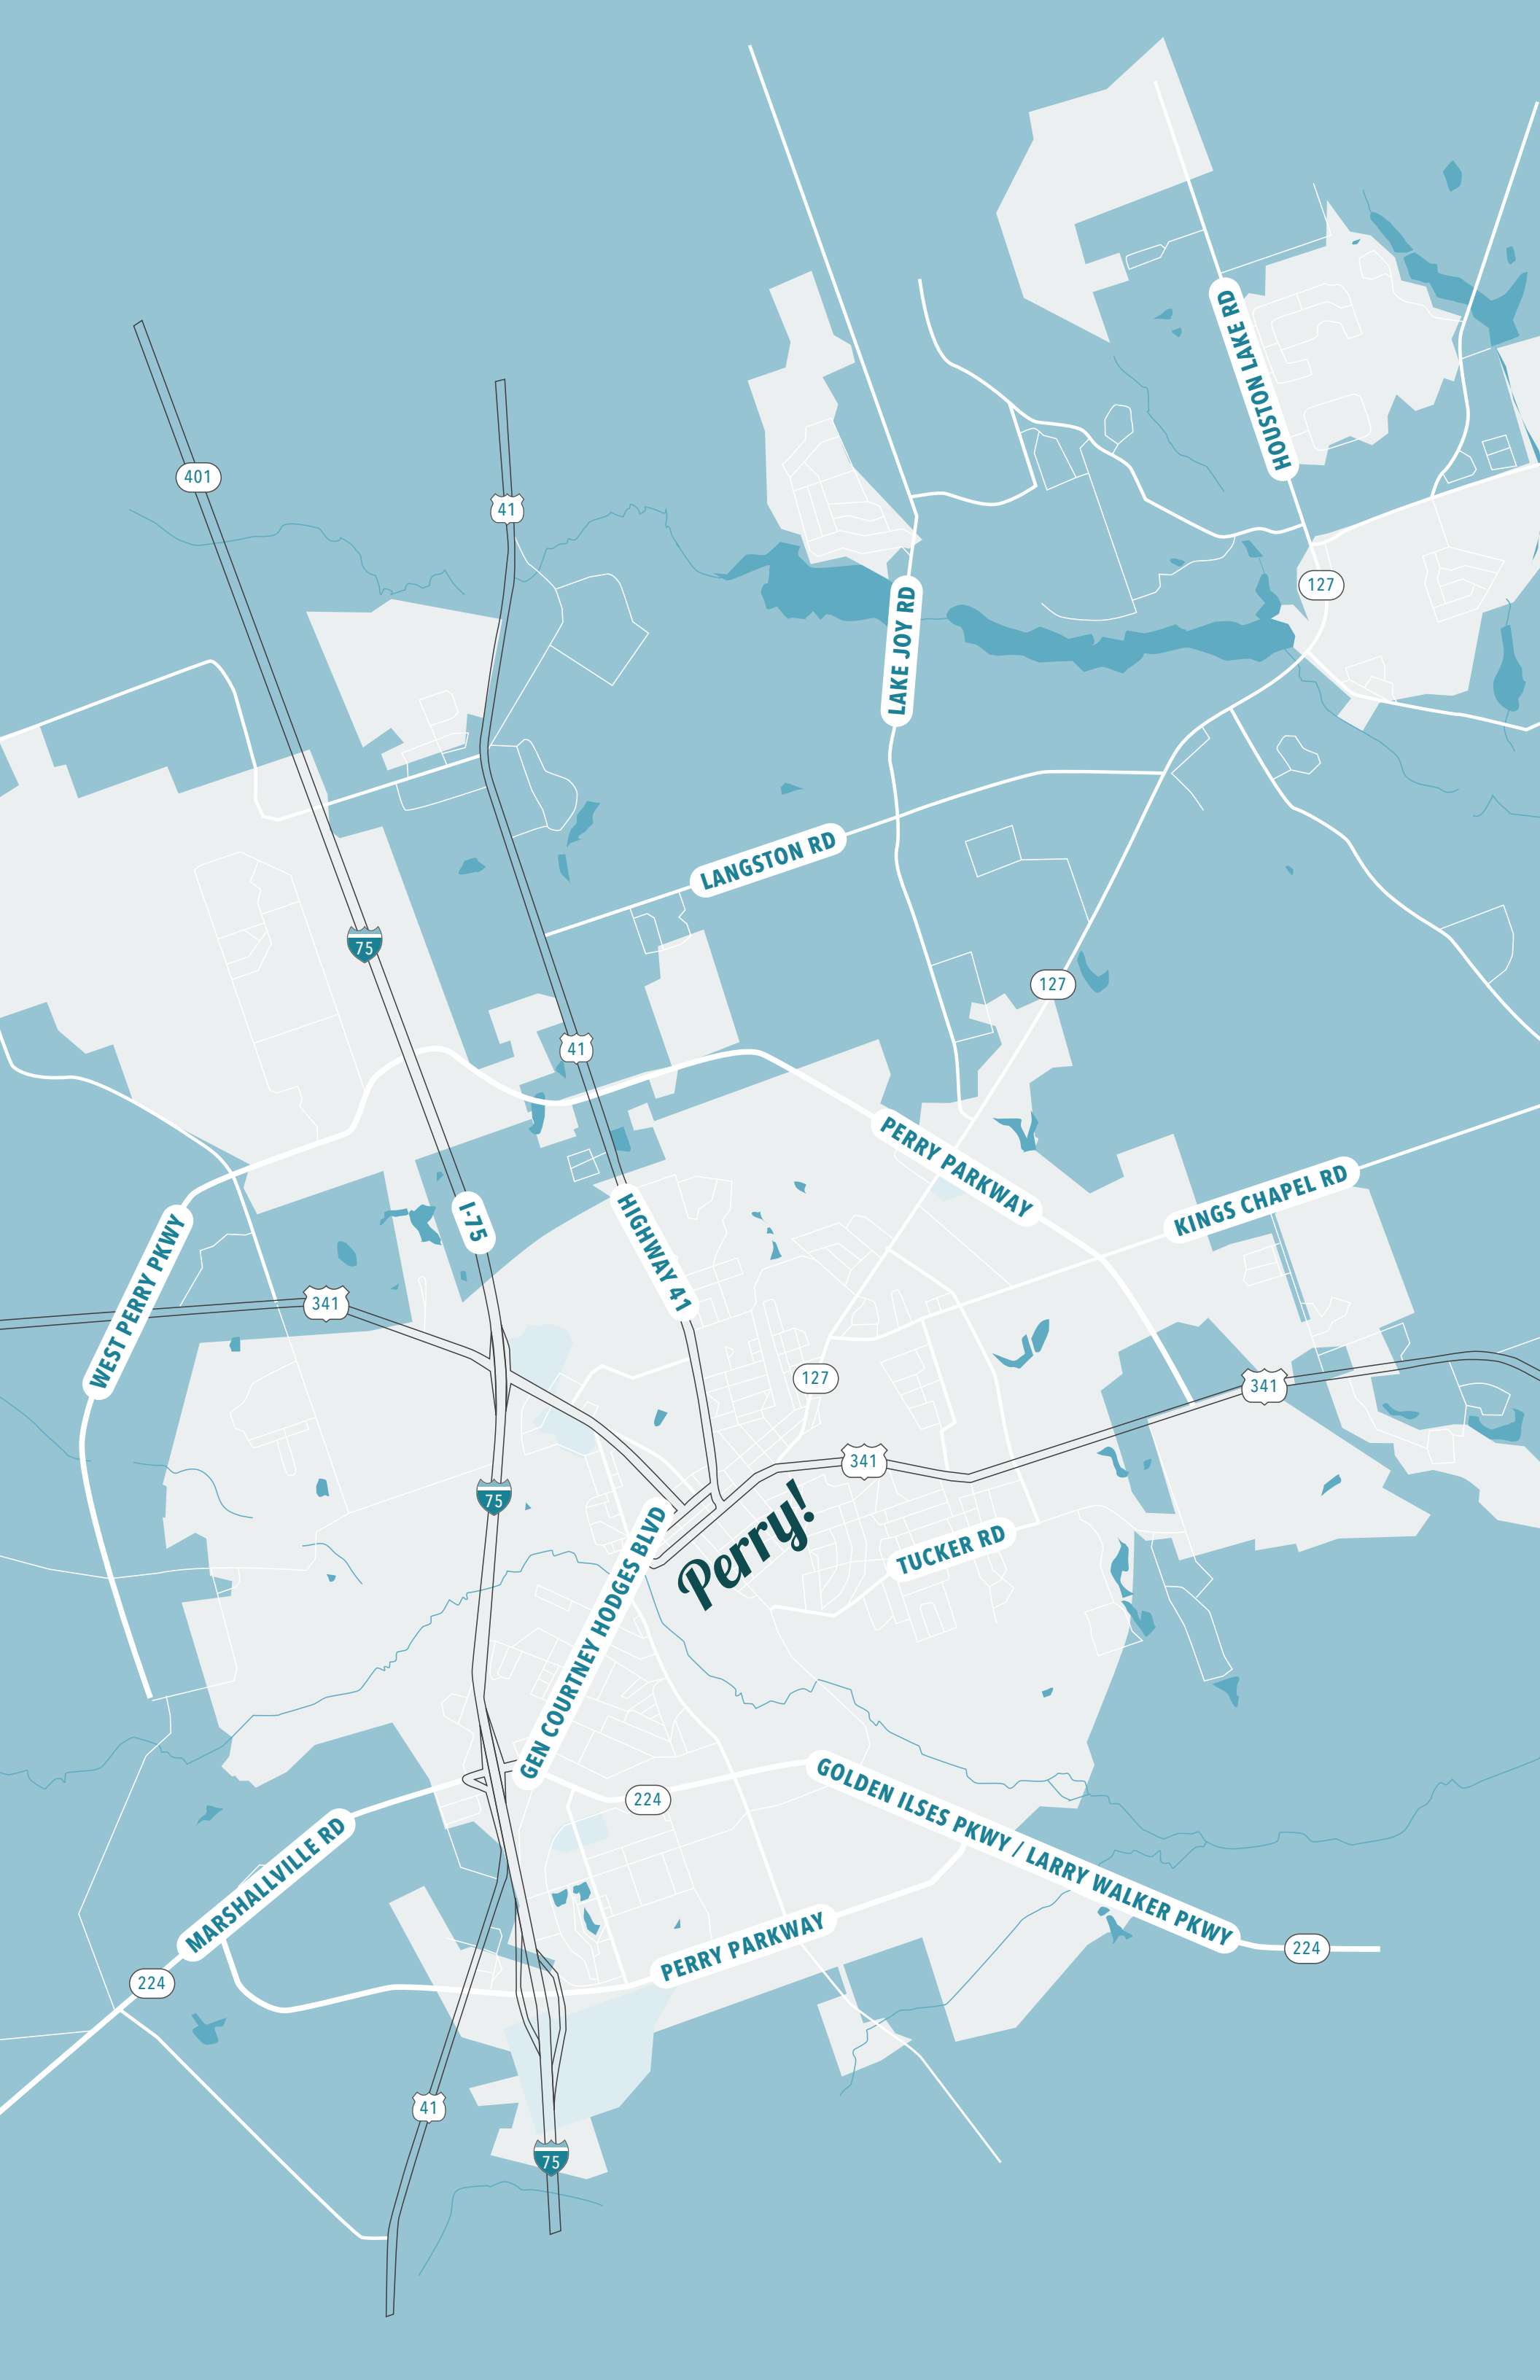 HOUSTON LAKE RD
401
41
127
LAKE JOY RD
LANGSTON RD
75
127
41
PERRY PARKWAY
KINGS CHAPEL RD
I-75
HIGHWAY 41
WEST PERRY PKWY
341
127
341
341
75
Perry!
TUCKER RD
GEN COURTNEY HODGES BLVD
224
GOLDEN ILSES PKWY / LARRY WALKER PKWY
MARSHALLVILLE RD
PERRY PARKWAY
224
224
41
75